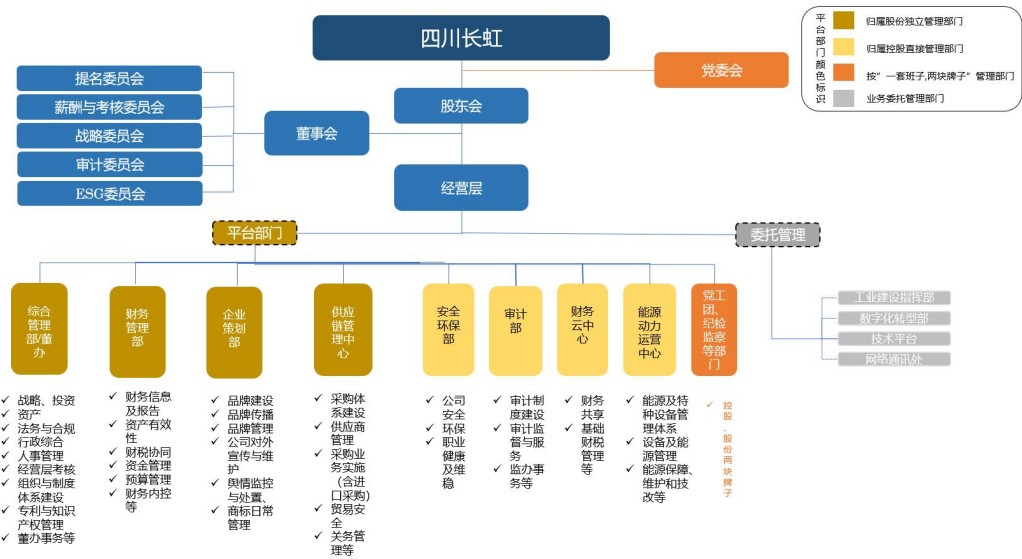 四川长虹
党委会
股东会
董事会
经营层
提名委员会
薪酬与考核委员会
战略委员会
审计委员会
ESG委员会
平台部门颜色标识
归属股份独立管理部门
归属控股直接管理部门
按“一套班子,两块牌子”管理部门
业务委托管理部门
平台部门
委托管理
综合
管理
部/董
办
财务
管理
部
企业
策划
部
供应
链管
理中
心
安全
环保
部
审计
部
财务
云中
心
能源
动力
运营
中心
党工
团、
纪检
监察
等部
门
工业建设指挥部
数字化转型部
技术平台
网络通讯处
✓ 战略、投资
✓ 资产
✓ 法务与合规
✓ 行政综合
✓ 人事管理
✓ 经营层考核
✓ 组织与制度
体系建设
✓ 专利与知识
产权管理
✓ 董办事务等
✓ 财务信息
及报告
✓ 资产有效
性
✓ 财税协同
✓ 资金管理
✓ 预算管理
✓ 财务内控
等
✓ 品牌建设
✓ 品牌传播
✓ 品牌管理
✓ 公司对外
宣传与维
护
✓ 舆情监控
与处置、
✓ 商标日常
管理
✓ 采购体
系建设
✓ 供应商
管理
✓ 采购业
务实施
（含进
口采购）
✓ 贸易安
全
✓ 关务管
理等
✓ 公司
安全
✓ 环保
✓ 职业
健康
及维
稳
✓ 审计制
度建设
✓ 审计监
督与服
务
✓ 监办事
务等
✓ 财务
共享
✓ 基础
财税
管理
等
✓ 能源及特
种设备管
理体系
✓ 设备及能
源管理
✓ 能源保障、
维护和技
改等
✓ 控股、股份两块牌子